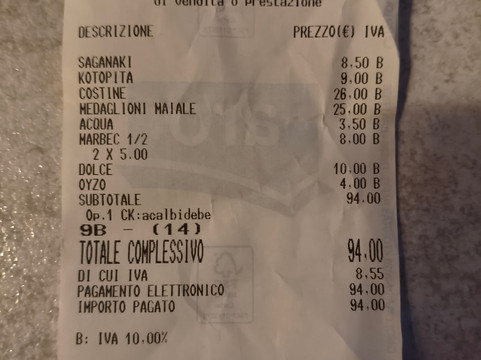 di vendita o prestazione
DESCRIZIONE PREZZO(€) IVA
SAGANAKI 8.50 B
KOTOPITA 9.00 B
COSTINE 26.00 B
MEDAGLIONI MAIALE 25.00 B
ACQUA 3.50 B
MARBEC 1/2 8.00 B
2 X 5.00
DOLCE 10.00 B
OYZO 4.00 B
SUBTOTALE 94.00
Op.1 CK:acalbidebe
9B - (14)
TOTALE COMPLESSIVO 94.00
DI CUI IVA 8.55
PAGAMENTO ELETTRONICO 94.00
IMPORTO PAGATO 94.00
B: IVA 10.00%